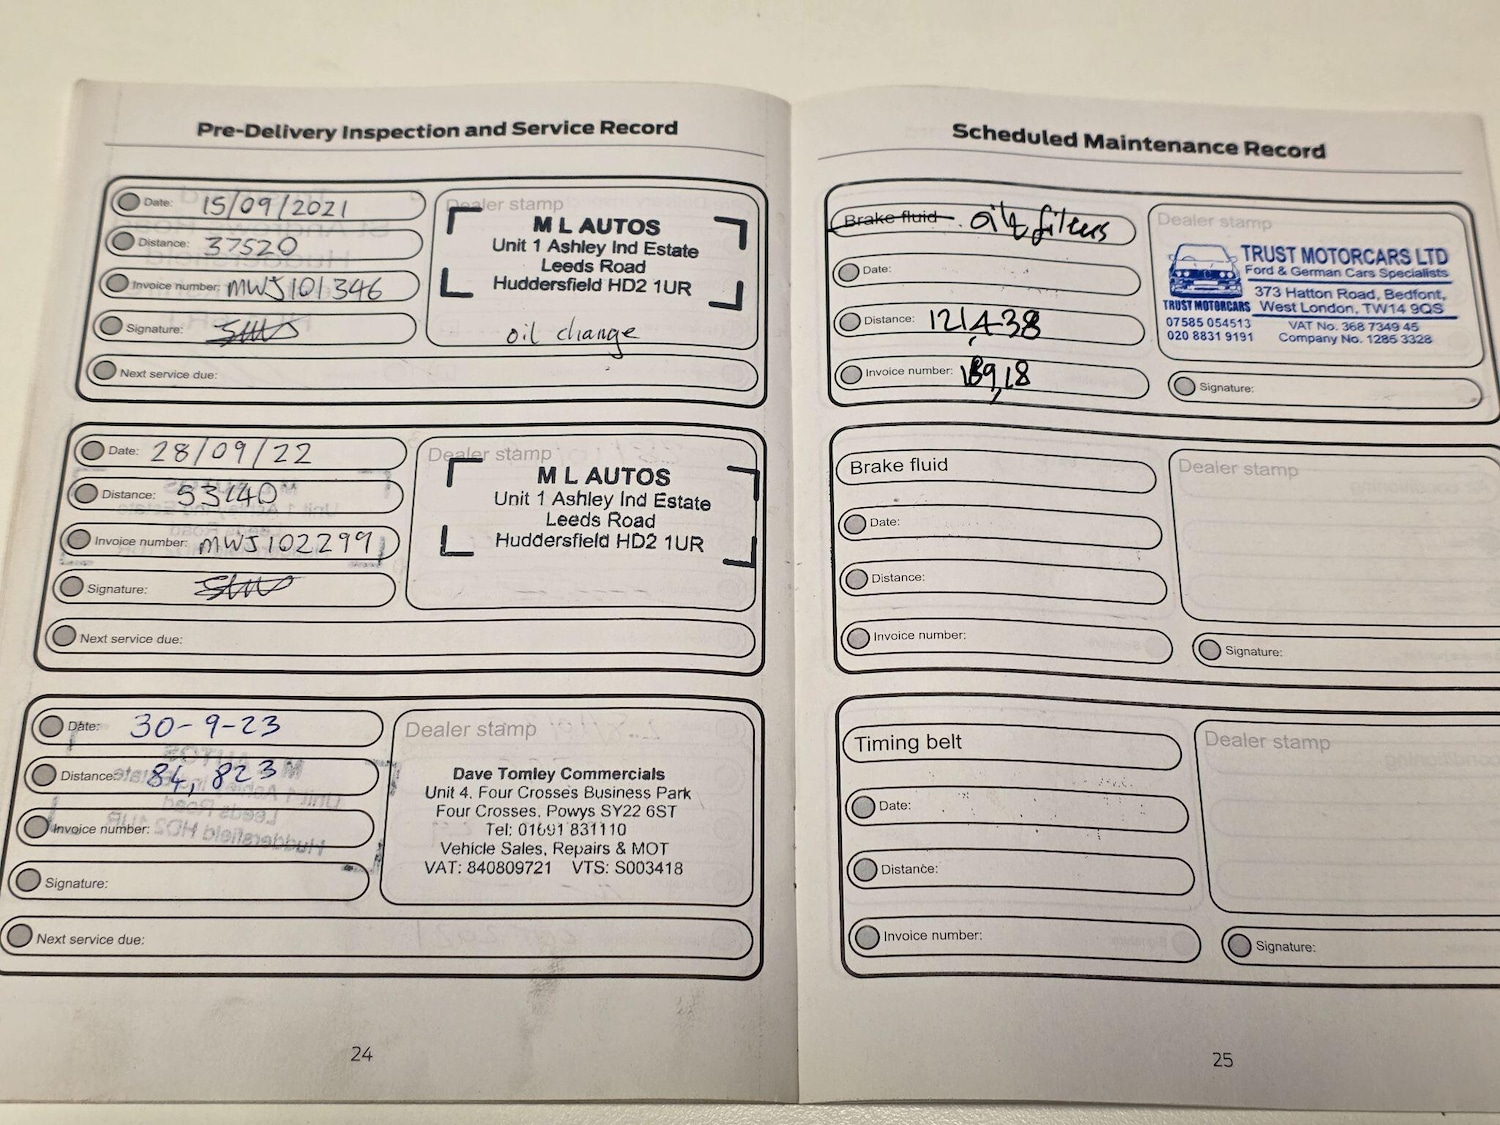 Pre-Delivery Inspection and Service Record
Date: 15/09/2021
Distance: 37520
Invoice number: MWJ101346
Signature:
Next service due:
Dealer stamp
M L AUTOS
Unit 1 Ashley Ind Estate
Leeds Road
Huddersfield HD2 1UR
oil change
Date: 28/09/22
Distance: 53140
Invoice number: MWJ102299
Signature:
Next service due:
Dealer stamp
M L AUTOS
Unit 1 Ashley Ind Estate
Leeds Road
Huddersfield HD2 1UR
Date: 30-9-23
Distance: 84,823
Invoice number:
Signature:
Next service due:
Dealer stamp
Dave Tomley Commercials
Unit 4, Four Crosses Business Park
Four Crosses, Powys SY22 6ST
Tel: 01691 831110
Vehicle Sales, Repairs & MOT
VAT: 840809721 VTS: S003418
24
Scheduled Maintenance Record
Brake fluid oil & filters
Date:
Distance: 121,438
Invoice number:
Dealer stamp
TRUST MOTORCARS LTD
Ford & German Cars Specialists
TRUST MOTORCARS
373 Hatton Road, Bedfont,
West London, TW14 9QS
07585 054513
020 8831 9191
VAT No. 368 7349 45
Company No. 1285 3328
Signature:
Brake fluid
Date:
Distance:
Invoice number:
Dealer stamp
Signature:
Timing belt
Date:
Distance:
Invoice number:
Dealer stamp
Signature:
25